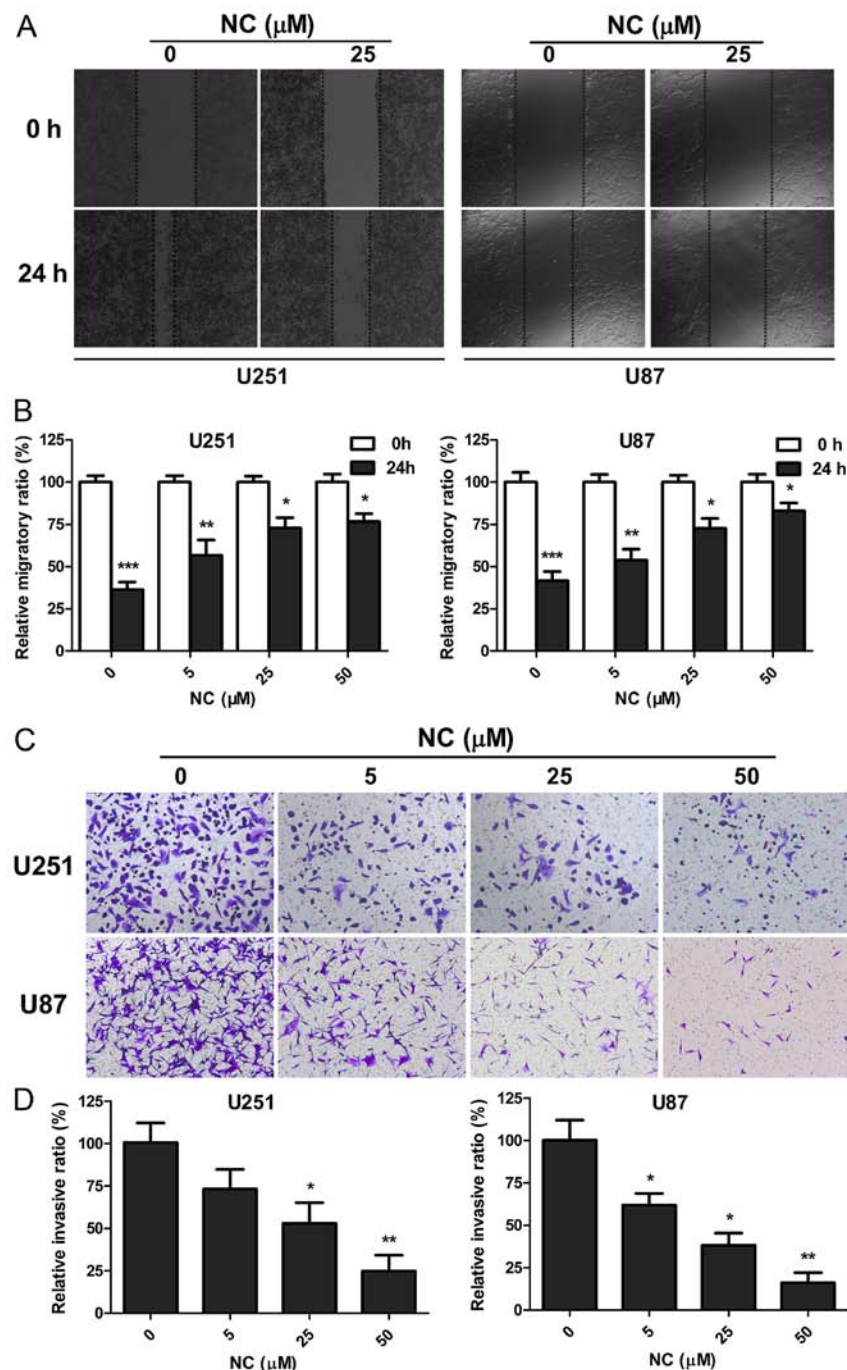 A
NC (μM)
0 25
NC (μM)
0 25
0 h
24 h
U251
U87
B
U251
0h
24h
Relative migratory ratio (%)
125
100
75
50
25
0
***
**
*
*
0 5 25 50
NC (μM)
U87
0 h
24 h
Relative migratory ratio (%)
125
100
75
50
25
0
***
**
*
*
0 5 25 50
NC (μM)
C
NC (μM)
0 5 25 50
U251
U87
D
U251
Relative invasive ratio (%)
125
100
75
50
25
0
*
**
0 5 25 50
NC (μM)
U87
Relative invasive ratio (%)
125
100
75
50
25
0
*
*
**
0 5 25 50
NC (μM)